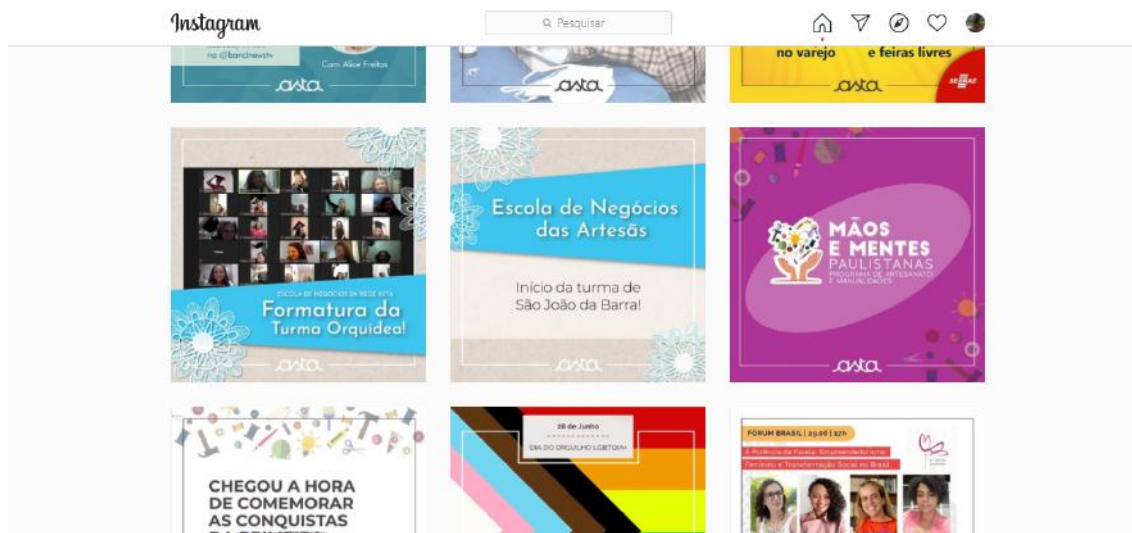 Instagram
Pesquisar
no @bandnewstv
Com Alice Freitas
asta
asta
no varejo e feiras livres
asta
SEBRAE
ESCOLA DE NEGÓCIOS DA REDE ASTA
Formatura da
Turma Orquídea!
asta
Escola de Negócios
das Artesãs
Início da turma de
São João da Barra!
asta
MÃOS
E MENTES
PAULISTANAS
PROGRAMA DE ARTESANATO
E MANUALIDADES
asta
CHEGOU A HORA
DE COMEMORAR
AS CONQUISTAS
28 de Junho
DIA DO ORGULHO LGBTQIA+
FÓRUM BRASIL | 29.06 | 17h
A Potência da Favela: Empreendedorismo
Feminino e Transformação Social no Brasil